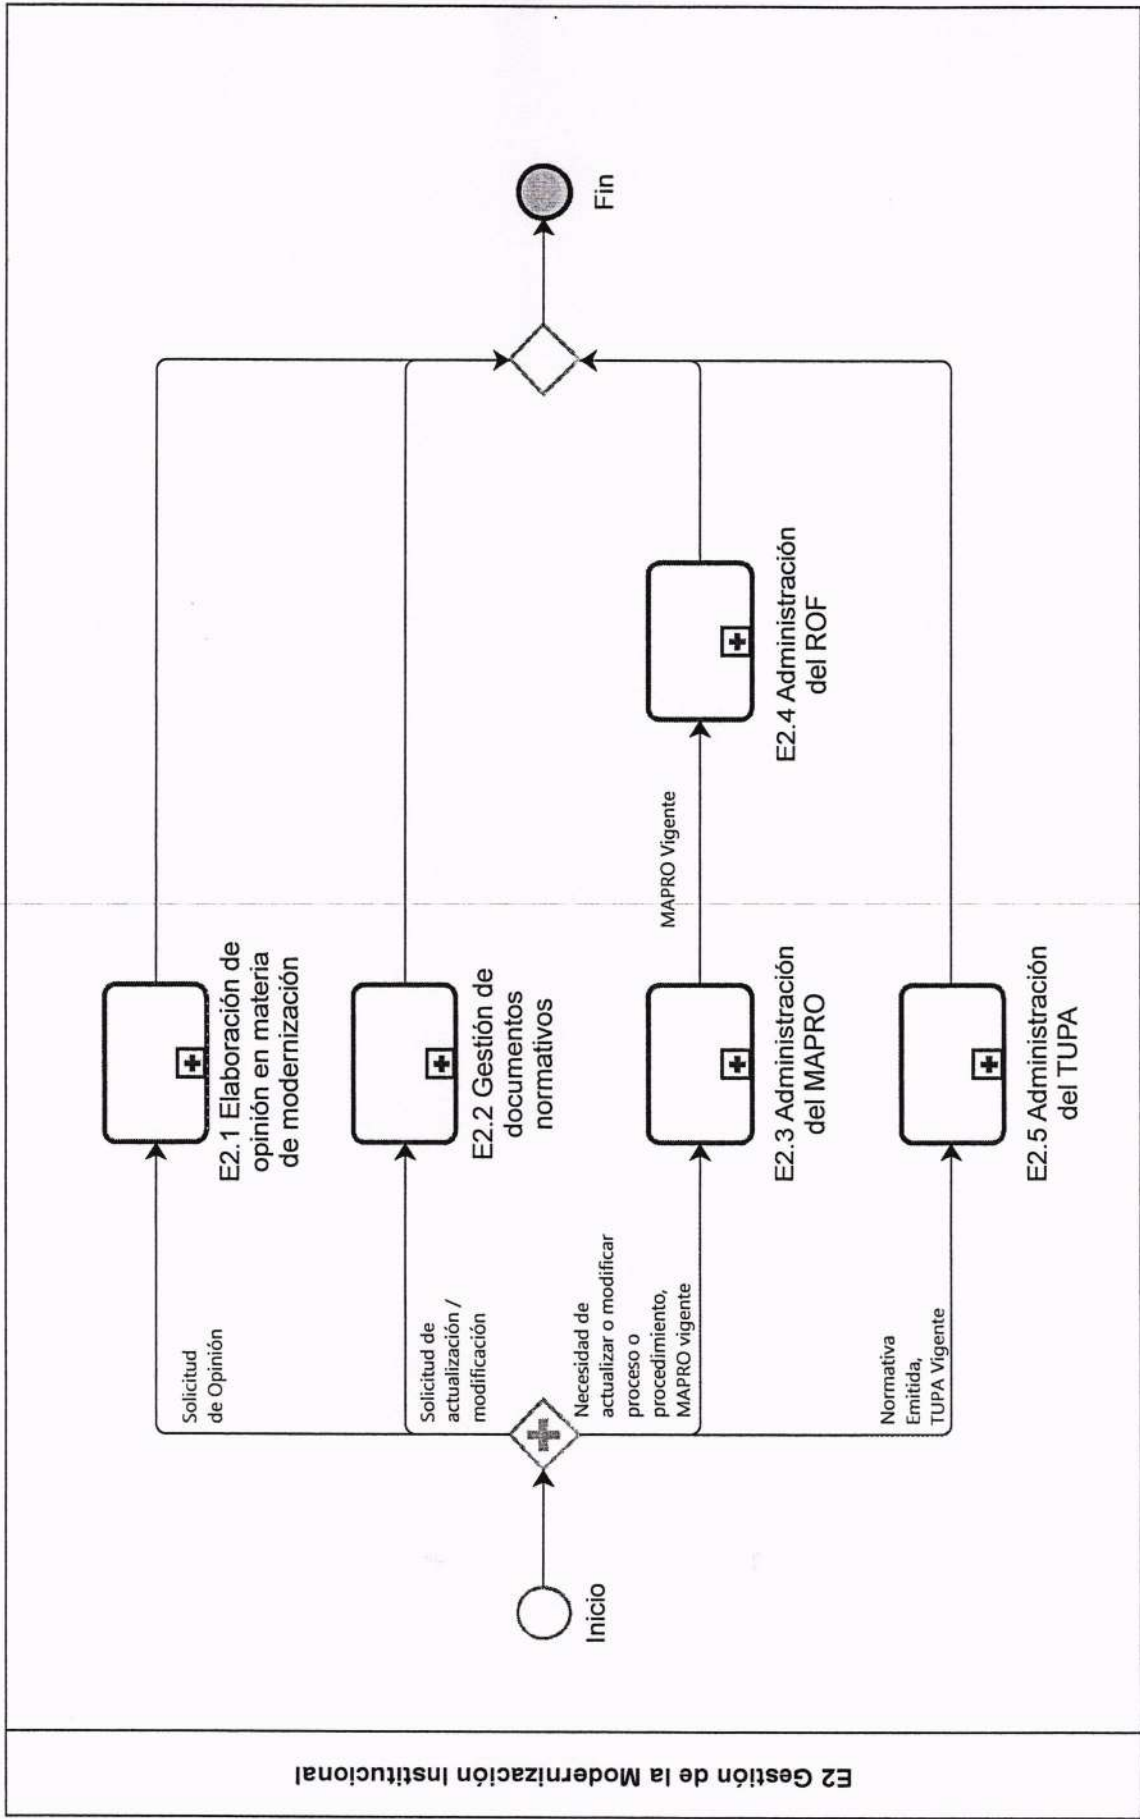 E2 Gestión de la Modernización Institucional
Inicio
Solicitud
de Opinión
E2.1 Elaboración de
opinión en materia
de modernización
Solicitud de
actualización /
modificación
E2.2 Gestión de
documentos
normativos
Necesidad de
actualizar o modificar
proceso o
procedimiento,
MAPRO vigente
E2.3 Administración
del MAPRO
MAPRO Vigente
E2.4 Administración
del ROF
Normativa
Emitida,
TUPA Vigente
E2.5 Administración
del TUPA
Fin